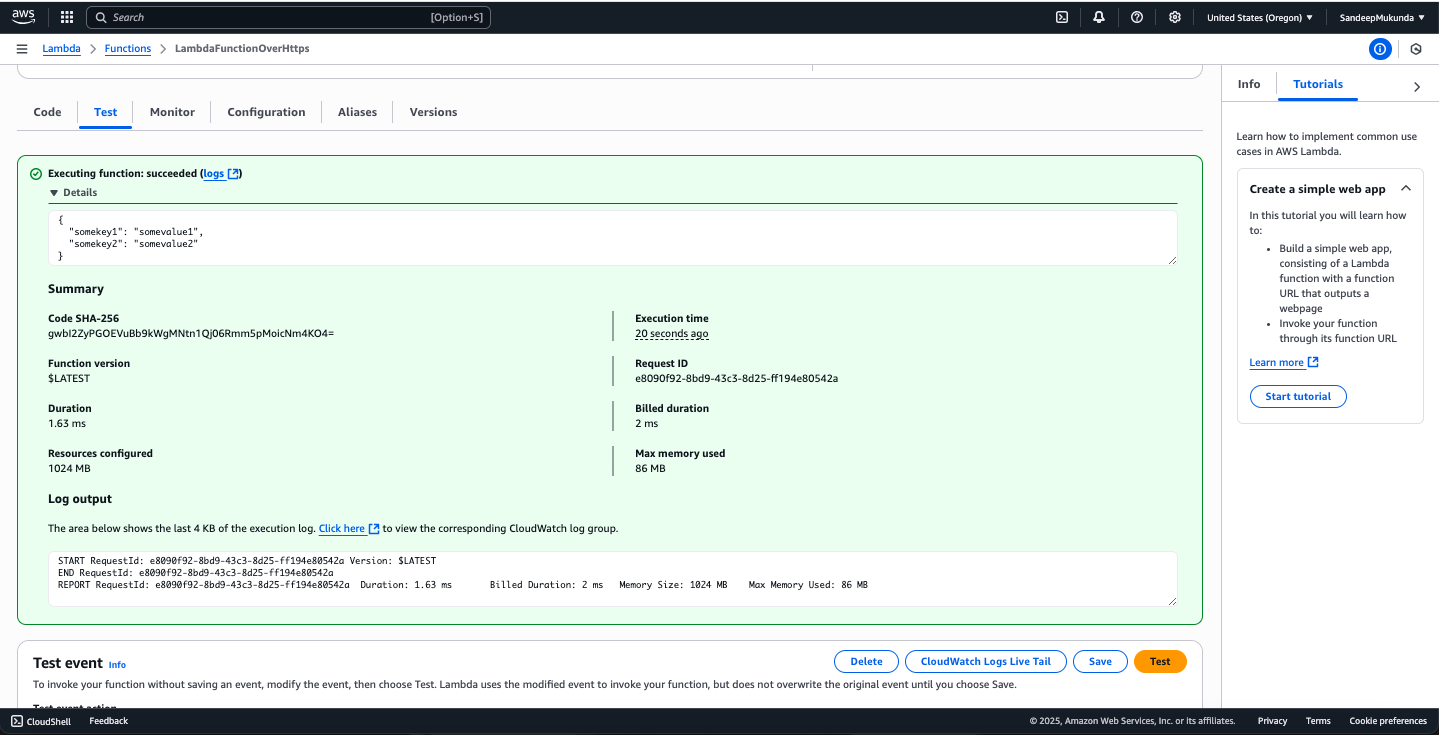 aws
Search [Option+S] United States (Oregon) SandeepMukunda
Lambda Functions LambdaFunctionOverHttps
Code Test Monitor Configuration Aliases Versions
Executing function: succeeded (logs)
Details
{
"somekey1": "somevalue1",
"somekey2": "somevalue2"
}
Summary
Code SHA-256
gwbI2ZyPGOEVuBb9kWgMNtn1Qj06Rmm5pMoicNm4KO4=
Execution time
20 seconds ago
Function version
$LATEST
Request ID
e8090f92-8bd9-43c3-8d25-ff194e80542a
Duration
1.63 ms
Billed duration
2 ms
Resources configured
1024 MB
Max memory used
86 MB
Log output
The area below shows the last 4 KB of the execution log. Click here to view the corresponding CloudWatch log group.
START RequestId: e8090f92-8bd9-43c3-8d25-ff194e80542a Version: $LATEST
END RequestId: e8090f92-8bd9-43c3-8d25-ff194e80542a
REPORT RequestId: e8090f92-8bd9-43c3-8d25-ff194e80542a Duration: 1.63 ms Billed Duration: 2 ms Memory Size: 1024 MB Max Memory Used: 86 MB
Test event Info
Delete CloudWatch Logs Live Tail Save Test
To invoke your function without saving an event, modify the event, then choose Test. Lambda uses the modified event to invoke your function, but does not overwrite the original event until you choose Save.
Test event action
Info Tutorials
Learn how to implement common use
cases in AWS Lambda.
Create a simple web app
In this tutorial you will learn how
to:
• Build a simple web app,
consisting of a Lambda
function with a function
URL that outputs a
webpage
• Invoke your function
through its function URL
Learn more
Start tutorial
CloudShell Feedback © 2025, Amazon Web Services, Inc. or its affiliates. Privacy Terms Cookie preferences